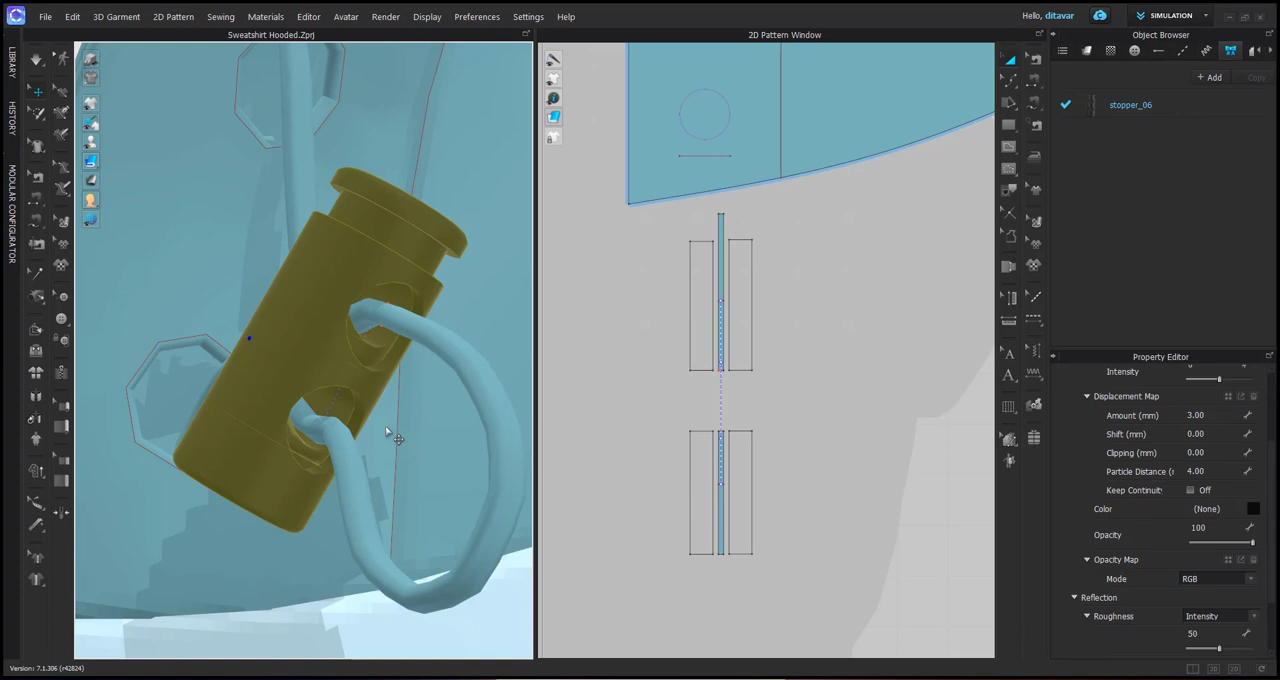 File 3D Garment 2D Pattern Sewing Materials Editor Avatar Render Display Preferences Settings Help
Hello, ditavar
SIMULATION
Sweatshirt Hooded.Zprj
2D Pattern Window
Object Browser
LIBRARY
HISTORY
MODULAR CONFIGURATOR
+ Add
Copy
stopper_06
Property Editor
Intensity
Displacement Map
Amount (mm) 3.00
Shift (mm) 0.00
Clipping (mm) 0.00
Particle Distance (r 4.00
Keep Continuit Off
Color (None)
Opacity 100
Opacity Map
Mode RGB
Reflection
Roughness Intensity
50
Version: 7.1.306 (r42824)
2D 2D